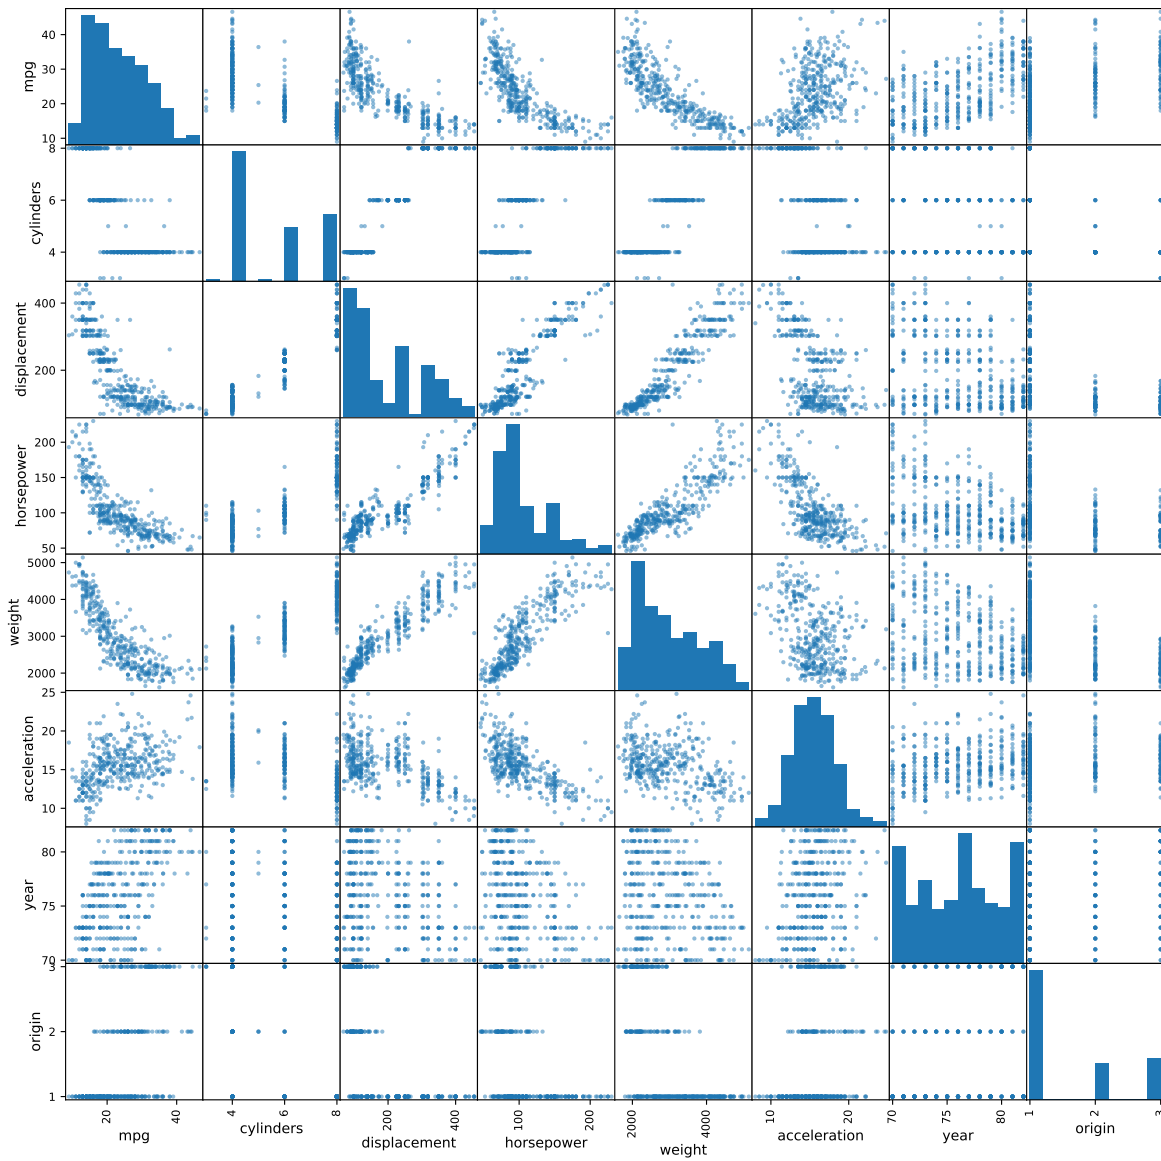 mpg
40
30
20
10
cylinders
8
6
4
displacement
400
200
horsepower
200
150
100
50
weight
5000
4000
3000
2000
acceleration
25
20
15
10
year
80
75
70
origin
3
2
1
20 40
4 6 8
200 400
100 200
2000 4000
10 20
70 75 80
1 2 3
mpg cylinders displacement horsepower weight acceleration year origin